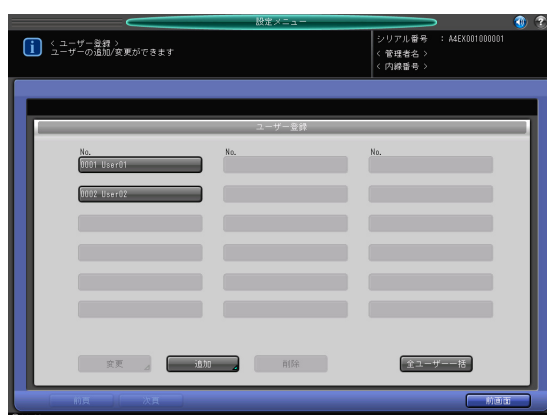 設定メニュー
< ユーザー登録 >
ユーザーの追加/変更ができます
シリアル番号 : A4EX001000001
< 管理者名 >
< 内線番号 >
ユーザー登録
No. No. No.
0001 User01
0002 User02
変更 追加 削除 全ユーザー一括
前頁 次頁 前画面